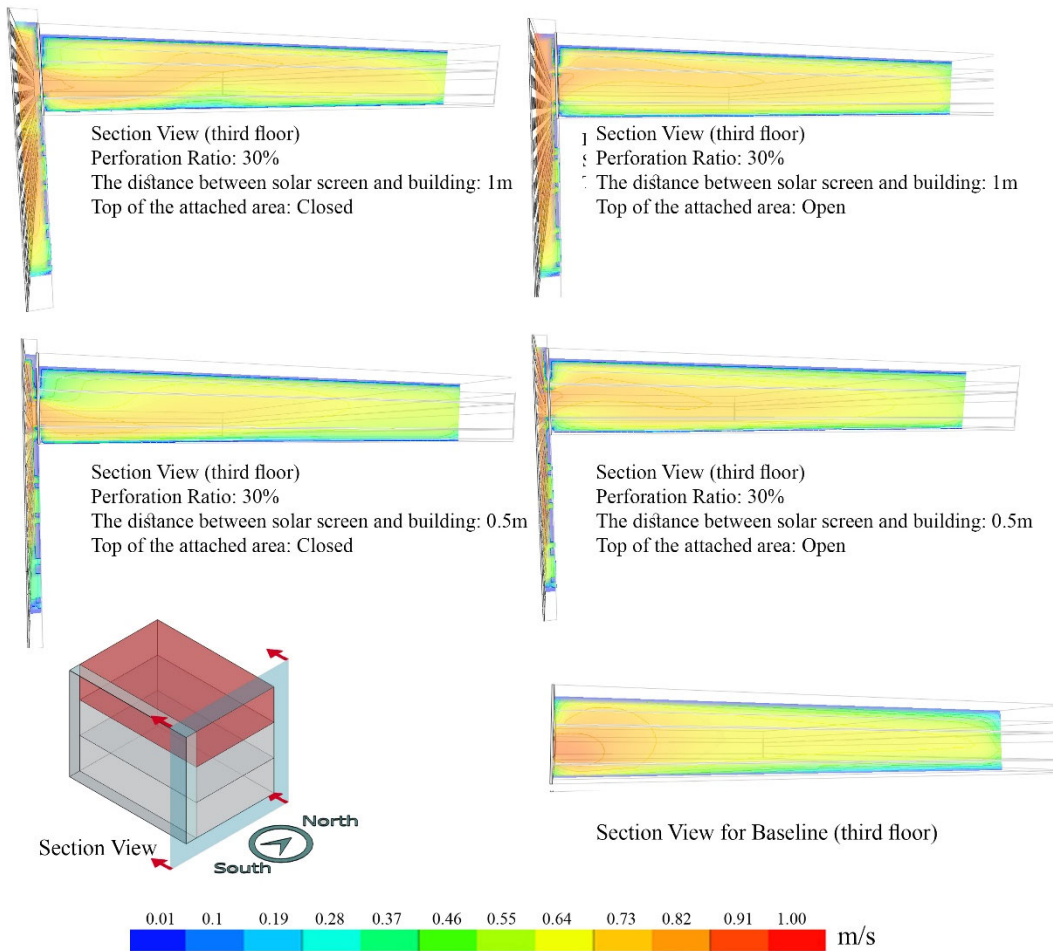 Section View (third floor)
Perforation Ratio: 30%
The distance between solar screen and building: 1m
Top of the attached area: Closed
Section View (third floor)
Perforation Ratio: 30%
The distance between solar screen and building: 1m
Top of the attached area: Open
Section View (third floor)
Perforation Ratio: 30%
The distance between solar screen and building: 0.5m
Top of the attached area: Closed
Section View (third floor)
Perforation Ratio: 30%
The distance between solar screen and building: 0.5m
Top of the attached area: Open
North
South
Section View
Section View for Baseline (third floor)
0.01 0.1 0.19 0.28 0.37 0.46 0.55 0.64 0.73 0.82 0.91 1.00
m/s